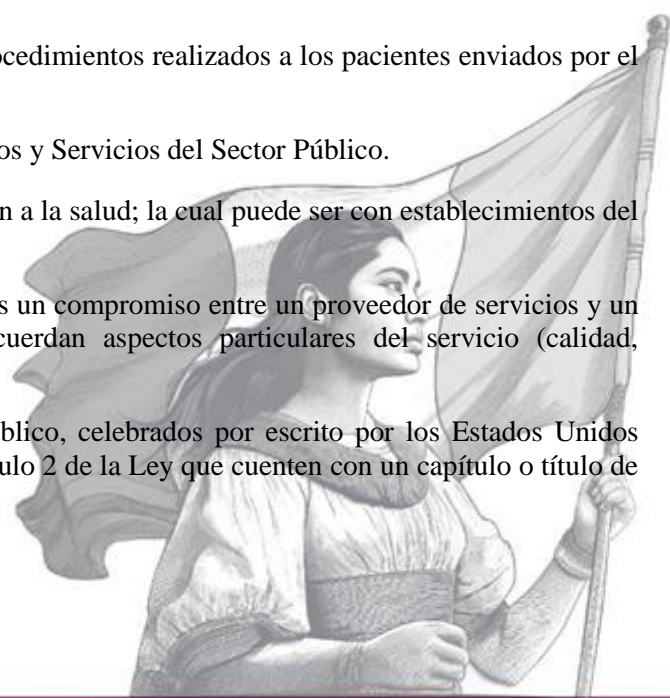 ocedimientos realizados a los pacientes enviados por el
os y Servicios del Sector Público.
n a la salud; la cual puede ser con establecimientos del
s un compromiso entre un proveedor de servicios y un
cuerdan aspectos particulares del servicio (calidad,
blico, celebrados por escrito por los Estados Unidos
ulo 2 de la Ley que cuenten con un capítulo o título de